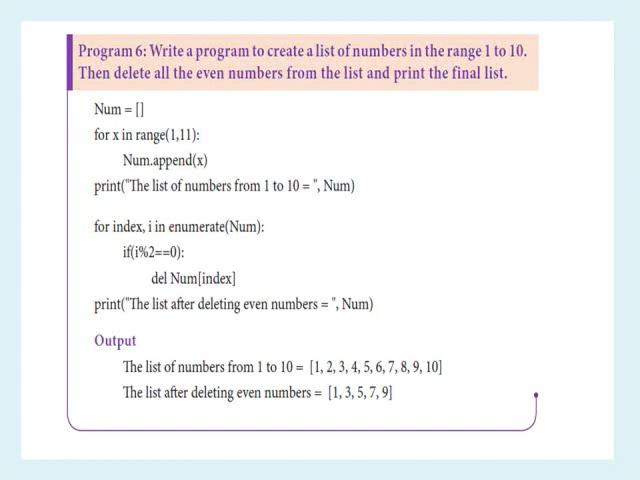 Program 6: Write a program to create a list of numbers in the range 1 to 10.
Then delete all the even numbers from the list and print the final list.
Num = []
for x in range(1,11):
Num.append(x)
print("The list of numbers from 1 to 10 = ", Num)
for index, i in enumerate(Num):
if(i%2==0):
del Num[index]
print("The list after deleting even numbers = ", Num)
Output
The list of numbers from 1 to 10 = [1, 2, 3, 4, 5, 6, 7, 8, 9, 10]
The list after deleting even numbers = [1, 3, 5, 7, 9]